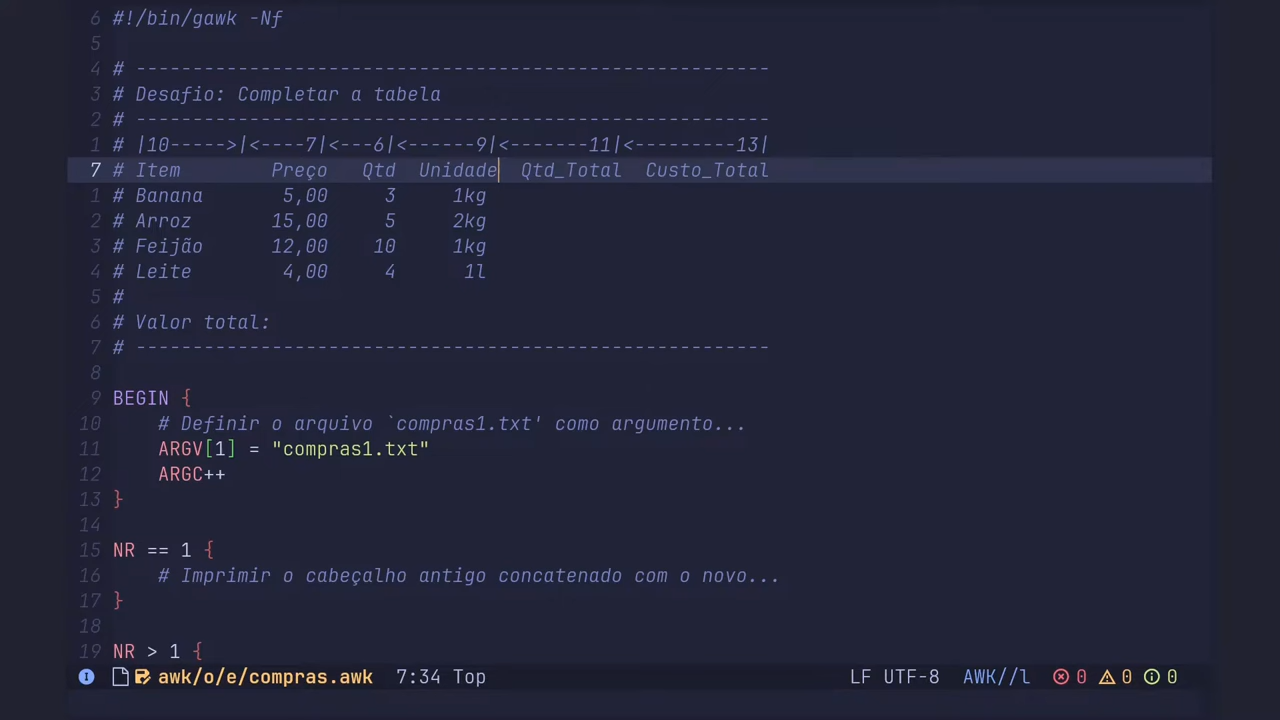 6 #!/bin/gawk -Nf
5
4 # --------------------------------------------------------
3 # Desafio: Completar a tabela
2 # --------------------------------------------------------
1 # |10----->|<----7|<---6|<------9|<-------11|<---------13|
7 # Item        Preço   Qtd  Unidade  Qtd_Total  Custo_Total
1 # Banana       5,00     3     1kg
2 # Arroz       15,00     5     2kg
3 # Feijão      12,00    10     1kg
4 # Leite        4,00     4      1l
5 #
6 # Valor total:
7 # --------------------------------------------------------
8
9 BEGIN {
10     # Definir o arquivo `compras1.txt' como argumento...
11     ARGV[1] = "compras1.txt"
12     ARGC++
13 }
14
15 NR == 1 {
16     # Imprimir o cabeçalho antigo concatenado com o novo...
17 }
18
19 NR > 1 {
I awk/o/e/compras.awk 7:34 Top LF UTF-8 AWK//l 0 0 0